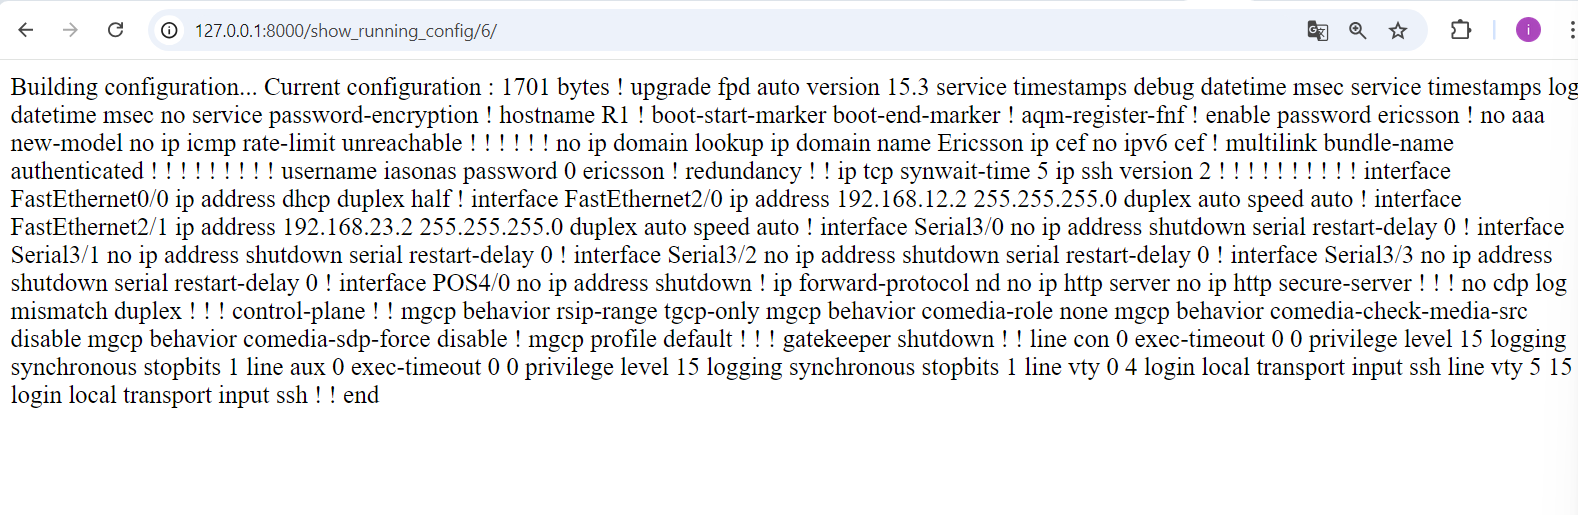 127.0.0.1:8000/show_running_config/6/
i
Building configuration... Current configuration : 1701 bytes ! upgrade fpd auto version 15.3 service timestamps debug datetime msec service timestamps log
datetime msec no service password-encryption ! hostname R1 ! boot-start-marker boot-end-marker ! aqm-register-fnf ! enable password ericsson ! no aaa
new-model no ip icmp rate-limit unreachable ! ! ! ! ! ! no ip domain lookup ip domain name Ericsson ip cef no ipv6 cef ! multilink bundle-name
authenticated ! ! ! ! ! ! ! ! ! username iasonas password 0 ericsson ! redundancy ! ! ip tcp synwait-time 5 ip ssh version 2 ! ! ! ! ! ! ! ! ! ! interface
FastEthernet0/0 ip address dhcp duplex half ! interface FastEthernet2/0 ip address 192.168.12.2 255.255.255.0 duplex auto speed auto ! interface
FastEthernet2/1 ip address 192.168.23.2 255.255.255.0 duplex auto speed auto ! interface Serial3/0 no ip address shutdown serial restart-delay 0 ! interface
Serial3/1 no ip address shutdown serial restart-delay 0 ! interface Serial3/2 no ip address shutdown serial restart-delay 0 ! interface Serial3/3 no ip address
shutdown serial restart-delay 0 ! interface POS4/0 no ip address shutdown ! ip forward-protocol nd no ip http server no ip http secure-server ! ! ! no cdp log
mismatch duplex ! ! ! control-plane ! ! mgcp behavior rsip-range tgcp-only mgcp behavior comedia-role none mgcp behavior comedia-check-media-src
disable mgcp behavior comedia-sdp-force disable ! mgcp profile default ! ! ! gatekeeper shutdown ! ! line con 0 exec-timeout 0 0 privilege level 15 logging
synchronous stopbits 1 line aux 0 exec-timeout 0 0 privilege level 15 logging synchronous stopbits 1 line vty 0 4 login local transport input ssh line vty 5 15
login local transport input ssh ! ! end